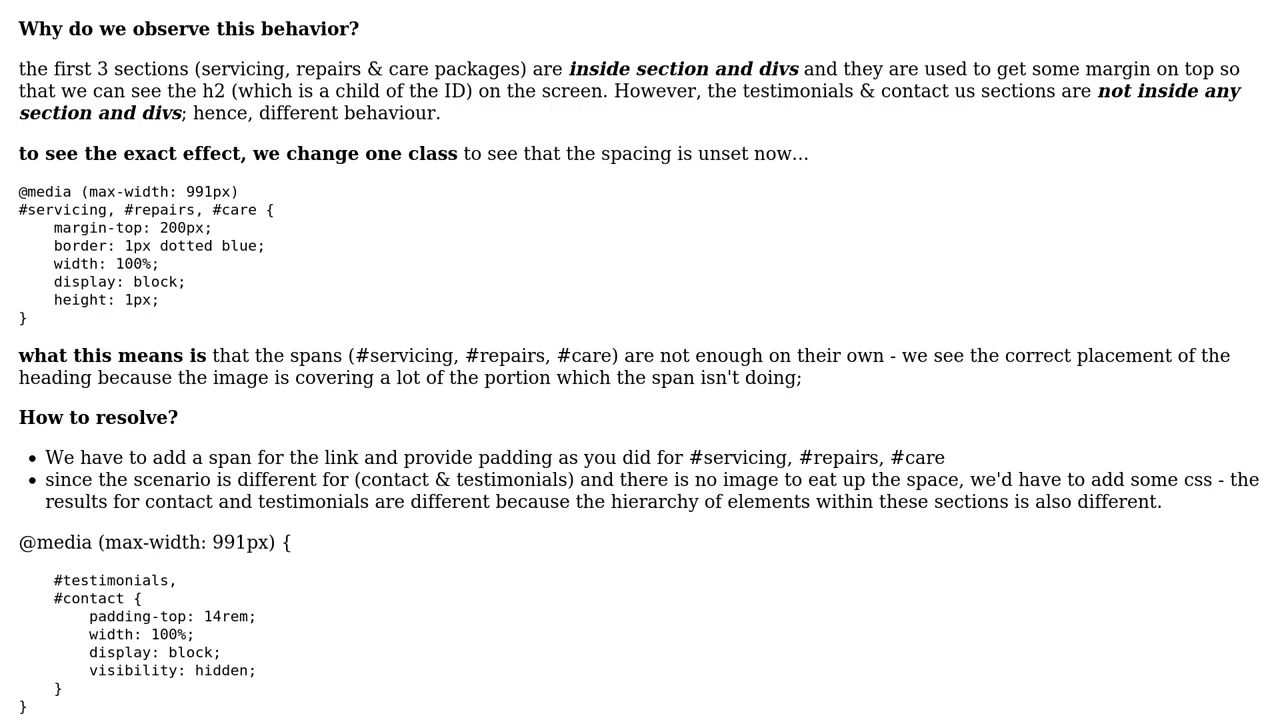 Why do we observe this behavior?
the first 3 sections (servicing, repairs & care packages) are inside section and divs and they are used to get some margin on top so
that we can see the h2 (which is a child of the ID) on the screen. However, the testimonials & contact us sections are not inside any
section and divs; hence, different behaviour.
to see the exact effect, we change one class to see that the spacing is unset now...
@media (max-width: 991px)
#servicing, #repairs, #care {
    margin-top: 200px;
    border: 1px dotted blue;
    width: 100%;
    display: block;
    height: 1px;
}
what this means is that the spans (#servicing, #repairs, #care) are not enough on their own - we see the correct placement of the
heading because the image is covering a lot of the portion which the span isn't doing;
How to resolve?
• We have to add a span for the link and provide padding as you did for #servicing, #repairs, #care
• since the scenario is different for (contact & testimonials) and there is no image to eat up the space, we'd have to add some css - the
results for contact and testimonials are different because the hierarchy of elements within these sections is also different.
@media (max-width: 991px) {
    #testimonials,
    #contact {
        padding-top: 14rem;
        width: 100%;
        display: block;
        visibility: hidden;
    }
}